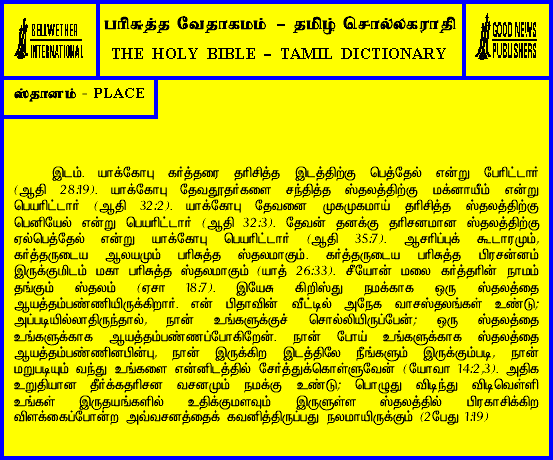 BELLWETHER
INTERNATIONAL
பரிசுத்த வேதாகமம் – தமிழ் சொல்லகராதி
THE HOLY BIBLE – TAMIL DICTIONARY
GOOD NEWS
PUBLISHERS
ஸ்தானம் - PLACE
இடம். யாக்கோபு கர்த்தரை தரிசித்த இடத்திற்கு பெத்தேல் என்று பேரிட்டார்
(ஆதி 28:19). யாக்கோபு தேவதூதர்களை சந்தித்த ஸ்தலத்திற்கு மக்னாயீம் என்று
பெயரிட்டார் (ஆதி 32:2). யாக்கோபு தேவனை முகமுகமாய் தரிசித்த ஸ்தலத்திற்கு
பெனியேல் என்று பெயரிட்டார் (ஆதி 32:3). தேவன் தனக்கு தரிசனமான ஸ்தலத்திற்கு
ஏல்பெத்தேல் என்று யாக்கோபு பெயரிட்டார் (ஆதி 35:7). ஆசரிப்புக் கூடாரமும்,
கர்த்தருடைய ஆலயமும் பரிசுத்த ஸ்தலமாகும். கர்த்தருடைய பரிசுத்த பிரசன்னம்
இருக்குமிடம் மகா பரிசுத்த ஸ்தலமாகும் (யாத் 26:33). சீயோன் மலை கர்த்தரின் நாமம்
தங்கும் ஸ்தலம் (ஏசா 18:7). இயேசு கிறிஸ்து நமக்காக ஒரு ஸ்தலத்தை
ஆயத்தம்பண்ணியிருக்கிறார். என் பிதாவின் வீட்டில் அநேக வாசஸ்தலங்கள் உண்டு;
அப்படியில்லாதிருந்தால், நான் உங்களுக்குச் சொல்லியிருப்பேன்; ஒரு ஸ்தலத்தை
உங்களுக்காக ஆயத்தம்பண்ணப்போகிறேன். நான் போய் உங்களுக்காக ஸ்தலத்தை
ஆயத்தம்பண்ணினபின்பு, நான் இருக்கிற இடத்திலே நீங்களும் இருக்கும்படி, நான்
மறுபடியும் வந்து உங்களை என்னிடத்தில் சேர்த்துக்கொள்ளுவேன் (யோவா 14:2,3). அதிக
உறுதியான தீர்க்கதரிசன வசனமும் நமக்கு உண்டு; பொழுது விடிந்து விடிவெள்ளி
உங்கள் இருதயங்களில் உதிக்குமளவும் இருளுள்ள ஸ்தலத்தில் பிரகாசிக்கிற
விளக்கைப்போன்ற அவ்வசனத்தைக் கவனித்திருப்பது நலமாயிருக்கும் (2பேது 1:19)